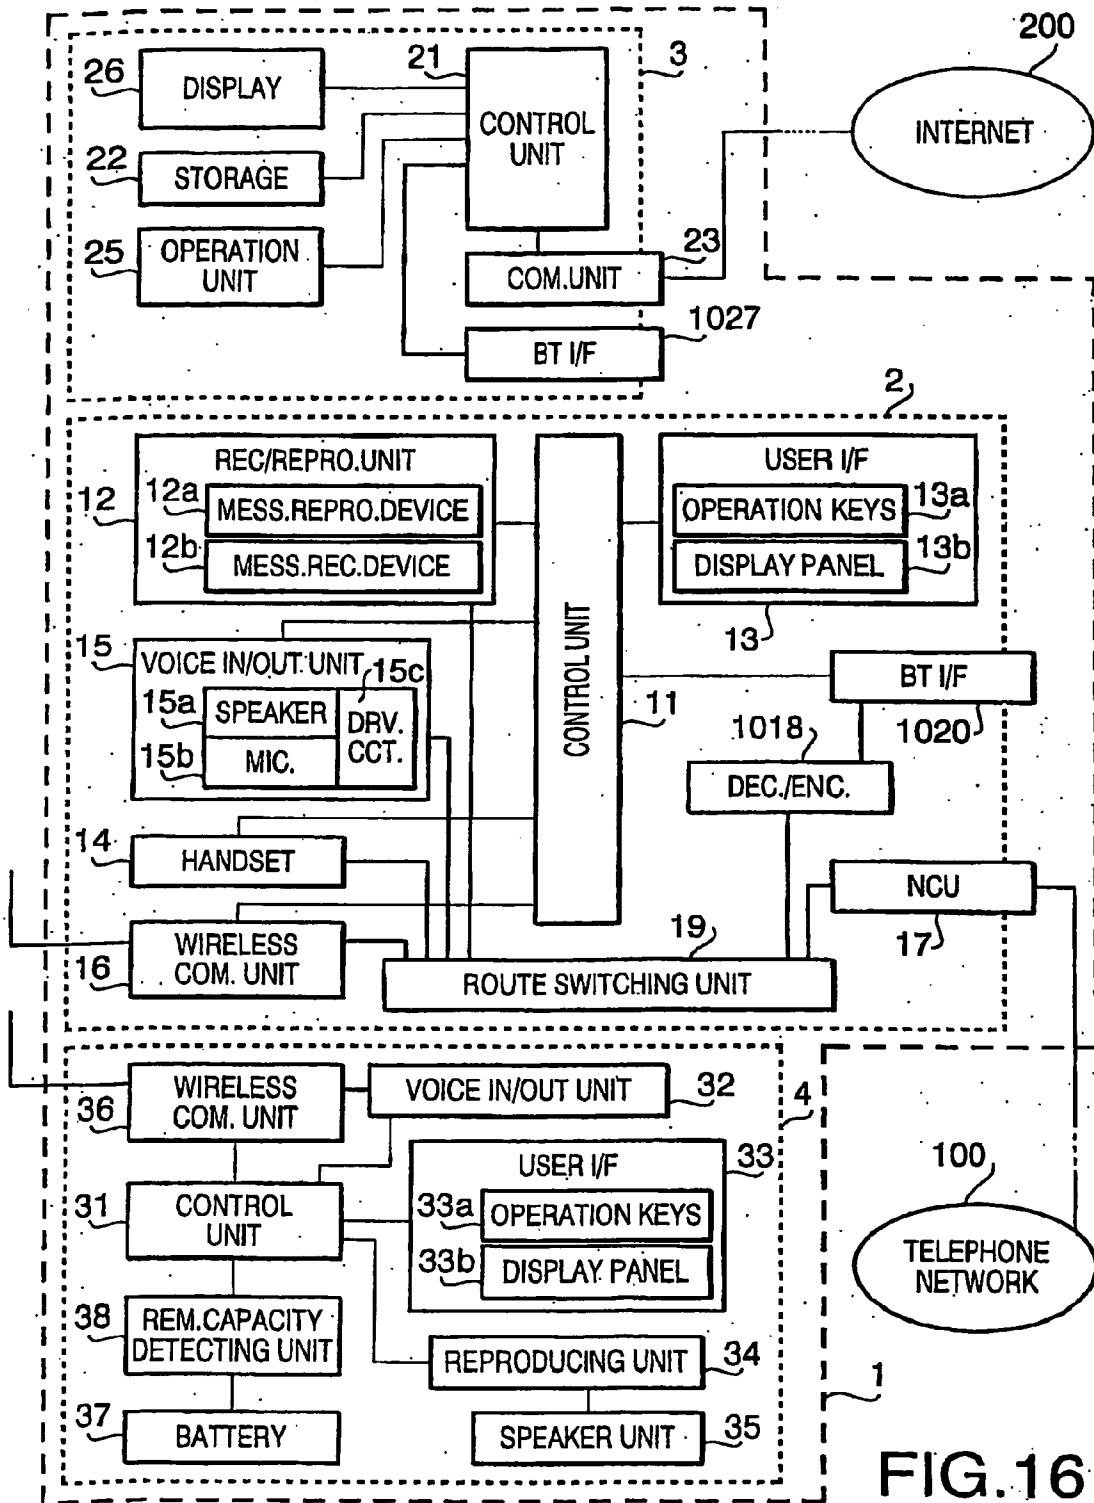 200
INTERNET
26
DISPLAY
21
CONTROL
UNIT
3
22
STORAGE
25
OPERATION
UNIT
23
COM.UNIT
1027
BT I/F
2
12
REC/REPRO.UNIT
12a
MESS.REPRO.DEVICE
12b
MESS.REC.DEVICE
USER I/F
OPERATION KEYS
13a
DISPLAY PANEL
13b
13
CONTROL UNIT
11
15
VOICE IN/OUT UNIT
15a
SPEAKER
15b
MIC.
15c
DRV.
CCT.
BT I/F
1020
1018
DEC./ENC.
14
HANDSET
NCU
17
16
WIRELESS
COM. UNIT
19
ROUTE SWITCHING UNIT
36
WIRELESS
COM. UNIT
VOICE IN/OUT UNIT
32
4
31
CONTROL
UNIT
USER I/F
33
33a
OPERATION KEYS
33b
DISPLAY PANEL
100
TELEPHONE
NETWORK
38
REM.CAPACITY
DETECTING UNIT
REPRODUCING UNIT
34
37
BATTERY
SPEAKER UNIT
35
1
FIG.16